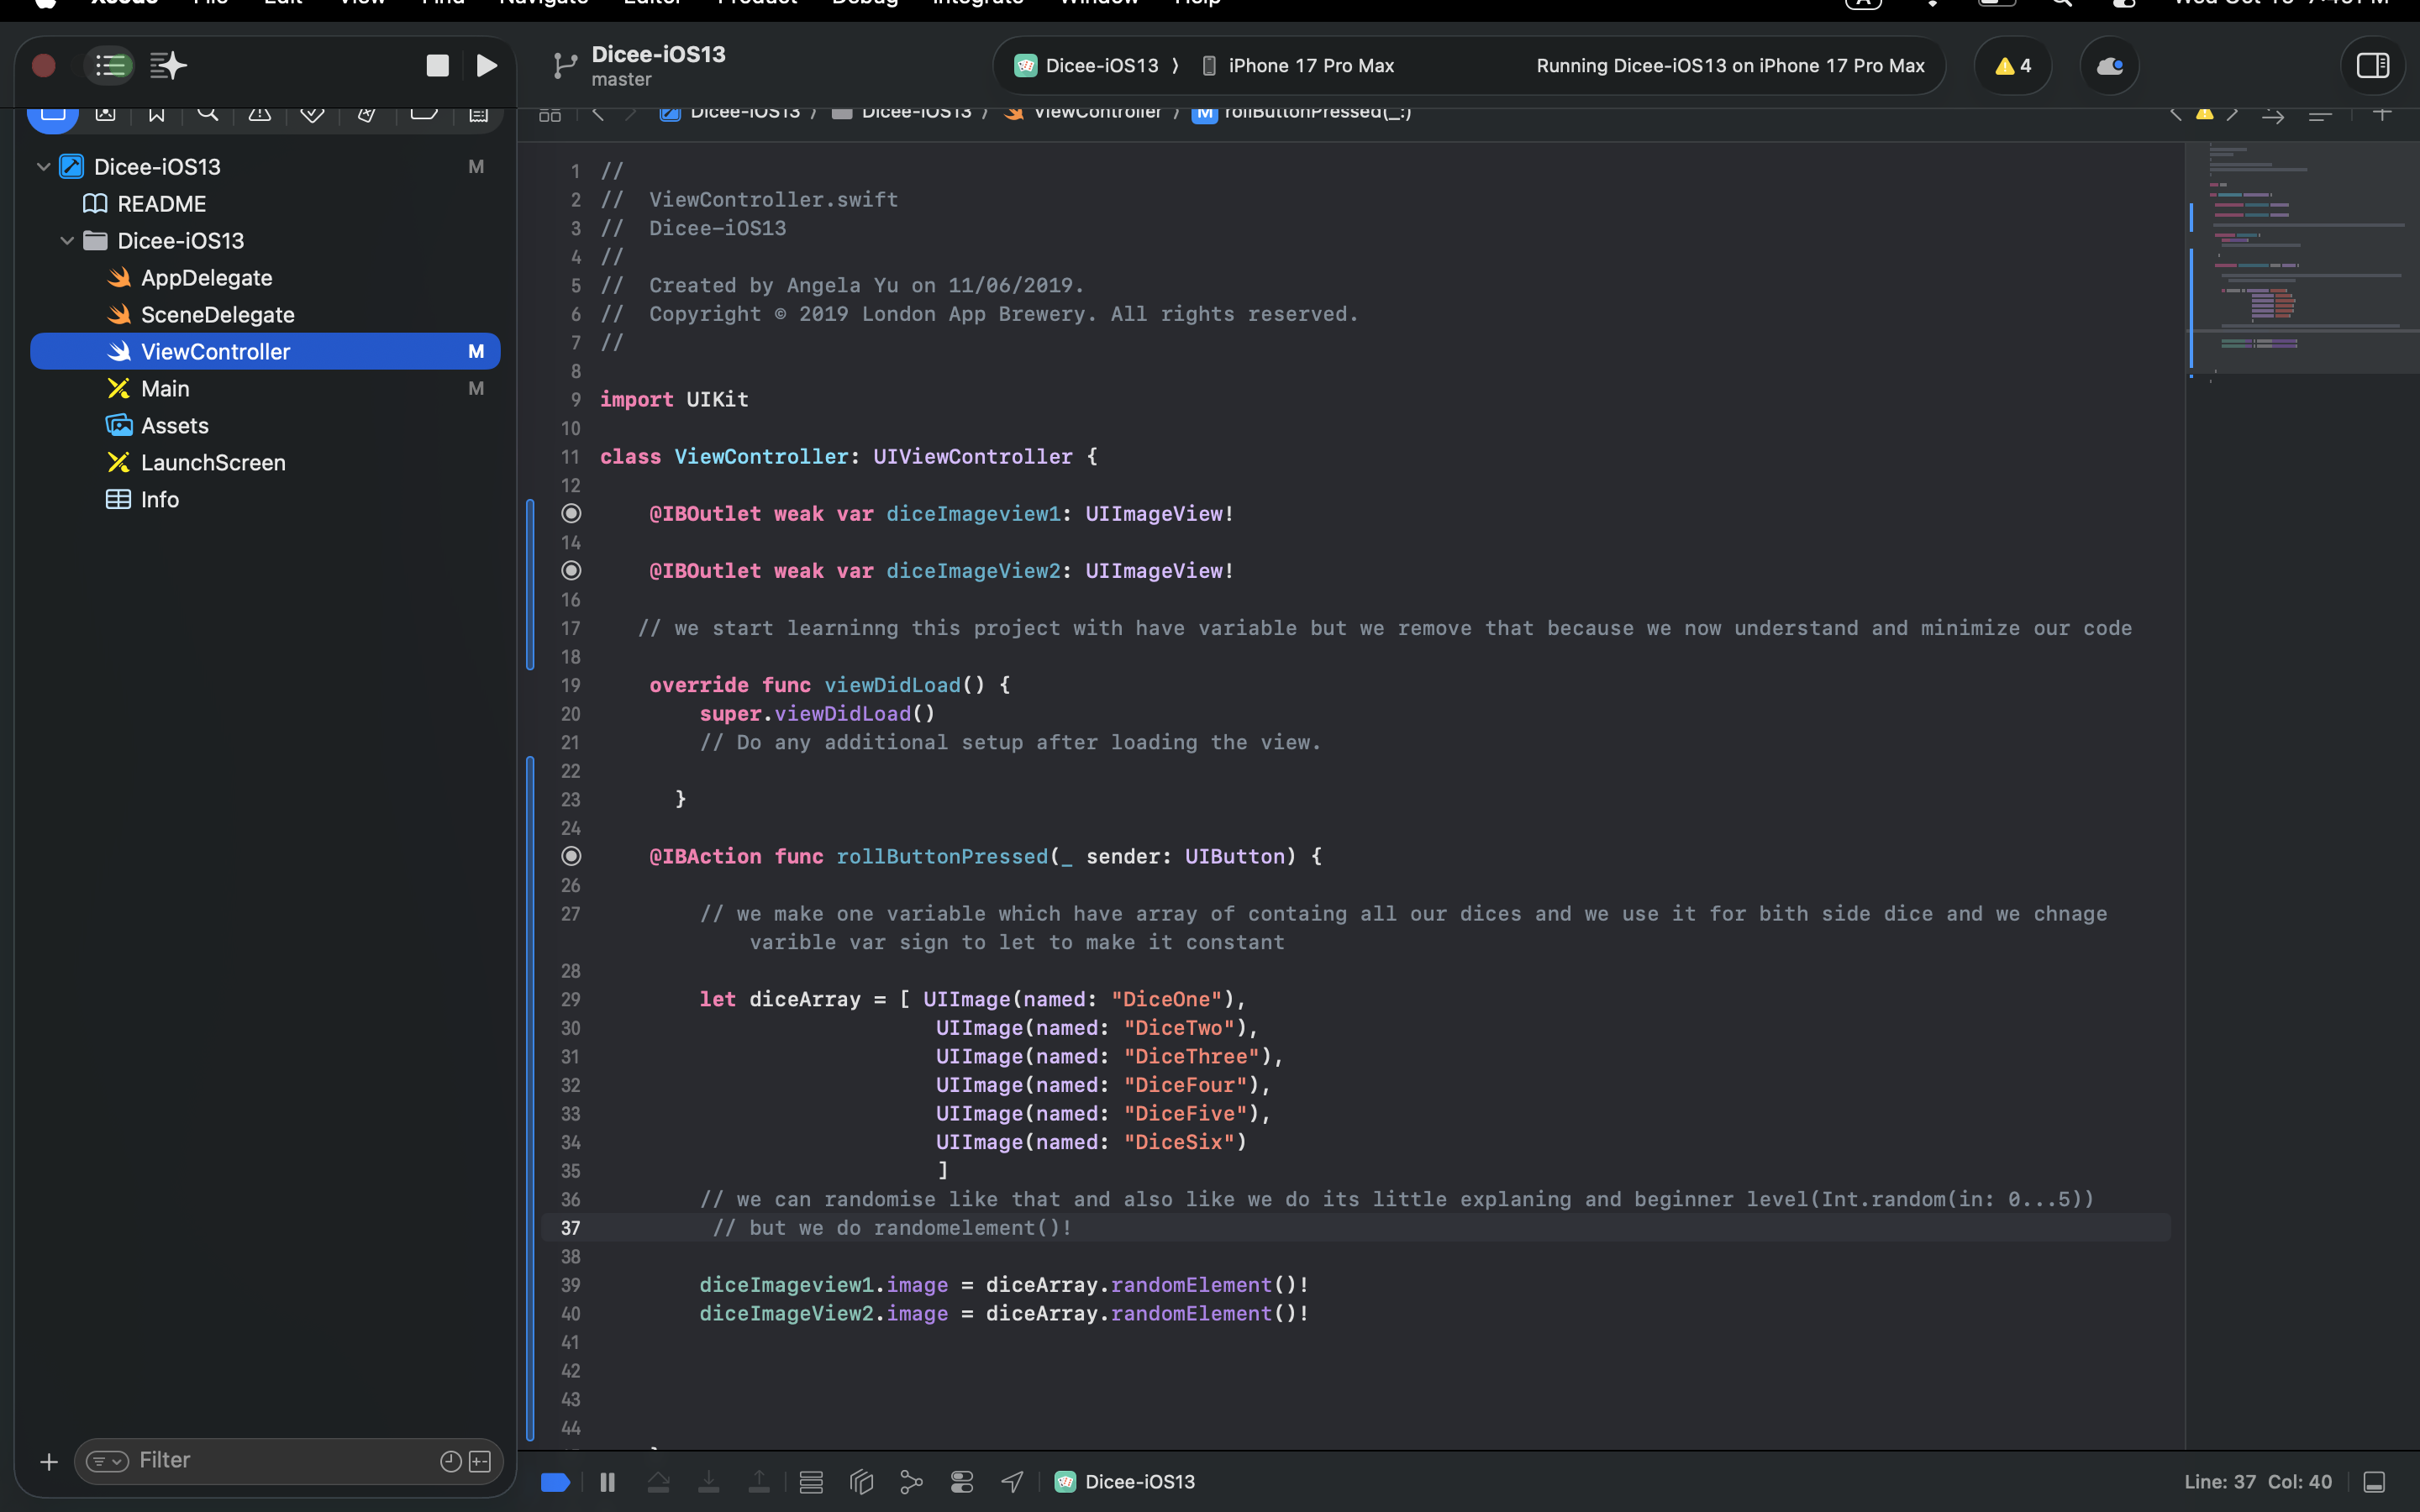 Xcode File Edit View Find Navigate Editor Product Debug Integrate Window Help
Dicee-iOS13
master
Dicee-iOS13 ⟩ iPhone 17 Pro Max
Running Dicee-iOS13 on iPhone 17 Pro Max
4
Dicee-iOS13 ⟩ Dicee-iOS13 ⟩ ViewController ⟩ M rollButtonPressed(_:)
Dicee-iOS13 M
README
Dicee-iOS13
AppDelegate
SceneDelegate
ViewController M
Main M
Assets
LaunchScreen
Info
Filter
1 //
2 //  ViewController.swift
3 //  Dicee-iOS13
4 //
5 //  Created by Angela Yu on 11/06/2019.
6 //  Copyright © 2019 London App Brewery. All rights reserved.
7 //
8
9 import UIKit
10
11 class ViewController: UIViewController {
12
@IBOutlet weak var diceImageview1: UIImageView!
14
@IBOutlet weak var diceImageView2: UIImageView!
16
17 // we start learninng this project with have variable but we remove that because we now understand and minimize our code
18
19 override func viewDidLoad() {
20 super.viewDidLoad()
21 // Do any additional setup after loading the view.
22
23 }
24
@IBAction func rollButtonPressed(_ sender: UIButton) {
26
27 // we make one variable which have array of containg all our dices and we use it for bith side dice and we chnage
varible var sign to let to make it constant
28
29 let diceArray = [ UIImage(named: "DiceOne"),
30 UIImage(named: "DiceTwo"),
31 UIImage(named: "DiceThree"),
32 UIImage(named: "DiceFour"),
33 UIImage(named: "DiceFive"),
34 UIImage(named: "DiceSix")
35 ]
36 // we can randomise like that and also like we do its little explaning and beginner level(Int.random(in: 0...5))
37 // but we do randomelement()!
38
39 diceImageview1.image = diceArray.randomElement()!
40 diceImageView2.image = diceArray.randomElement()!
41
42
43
44
Dicee-iOS13
Line: 37 Col: 40